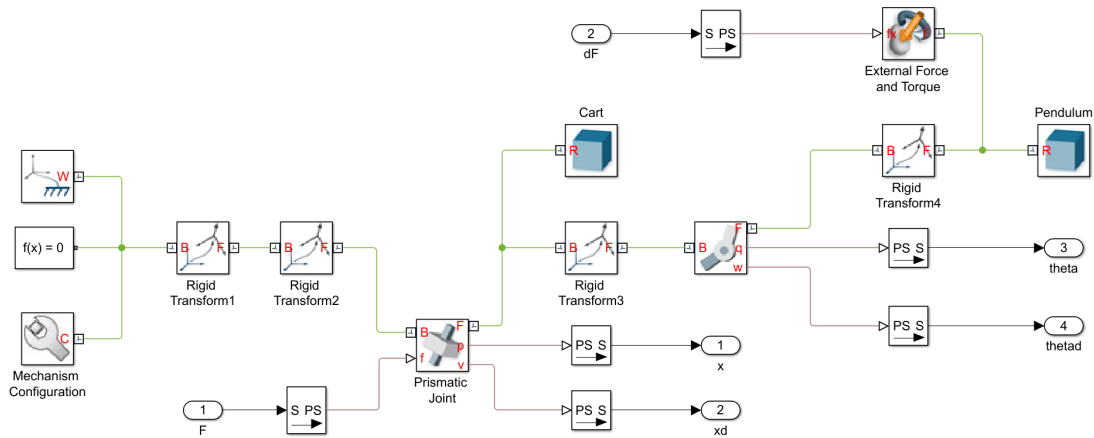 2
dF
S PS
fx
f
External Force
and Torque
Cart
R
B
F
Rigid
Transform4
Pendulum
R
W
f(x) = 0
C
Mechanism
Configuration
B
F
Rigid
Transform1
B
F
Rigid
Transform2
B
F
Rigid
Transform3
B
F
q
w
PS S
3
theta
PS S
4
thetad
B
F
f
p
v
Prismatic
Joint
PS S
1
x
PS S
2
xd
1
F
S PS